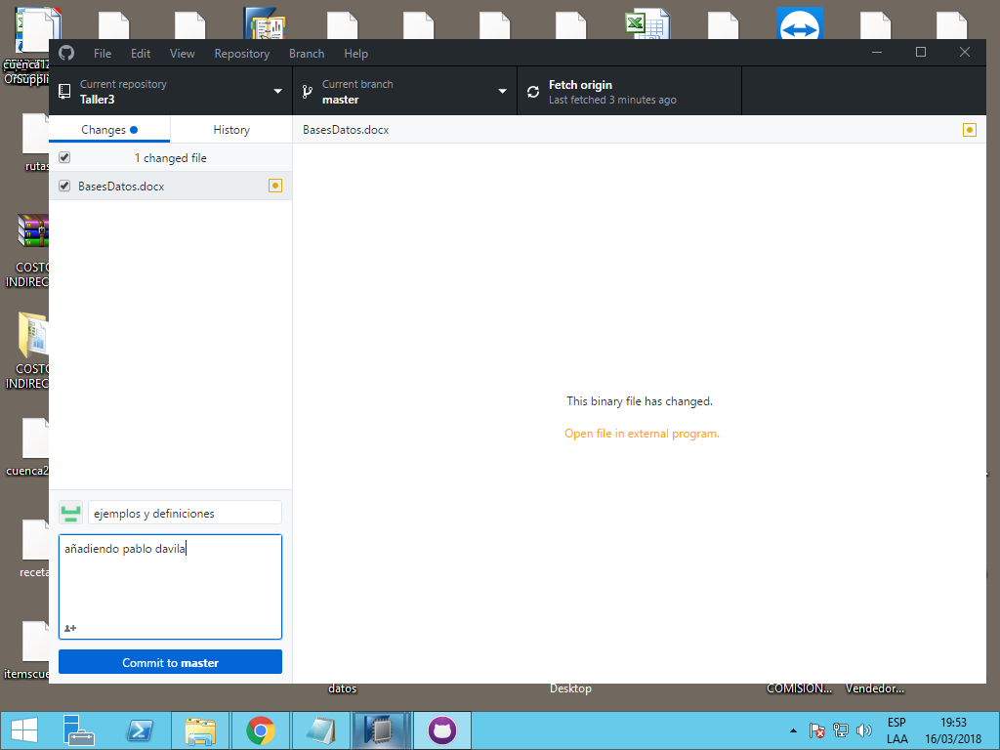 File Edit View Repository Branch Help
Current repository
Taller3
Current branch
master
Fetch origin
Last fetched 3 minutes ago
Changes
History
BasesDatos.docx
1 changed file
BasesDatos.docx
This binary file has changed.
Open file in external program.
ejemplos y definiciones
añadiendo pablo davila
Commit to master
rutas
COSTO
INDIREC
COSTO
INDIREC
cuenca2
receta
itemscue
datos
Desktop
COMISION...
Vendedor...
ESP
LAA
19:53
16/03/2018